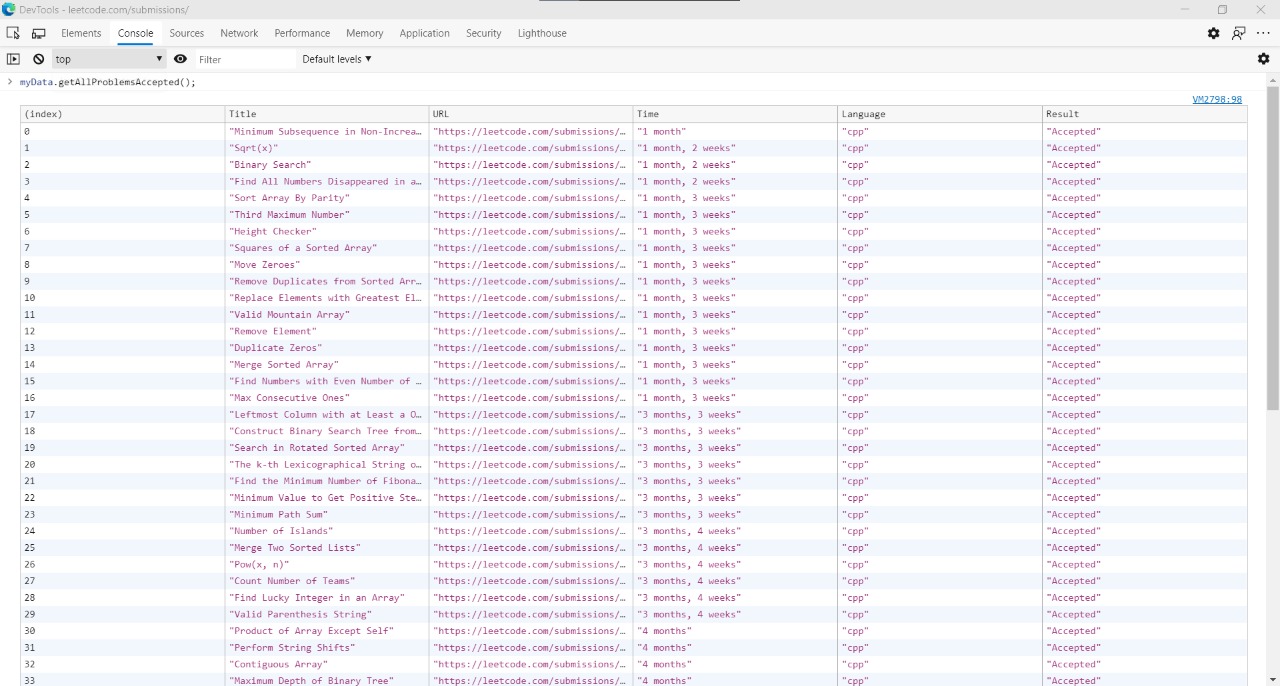 DevTools - leetcode.com/submissions/
Elements Console Sources Network Performance Memory Application Security Lighthouse
top Filter Default levels
myData.getAllProblemsAccepted();
VM2798:98
(index) Title URL Time Language Result
0 "Minimum Subsequence in Non-Increa… "https://leetcode.com/submissions/… "1 month" "cpp" "Accepted"
1 "Sqrt(x)" "https://leetcode.com/submissions/… "1 month, 2 weeks" "cpp" "Accepted"
2 "Binary Search" "https://leetcode.com/submissions/… "1 month, 2 weeks" "cpp" "Accepted"
3 "Find All Numbers Disappeared in a… "https://leetcode.com/submissions/… "1 month, 2 weeks" "cpp" "Accepted"
4 "Sort Array By Parity" "https://leetcode.com/submissions/… "1 month, 3 weeks" "cpp" "Accepted"
5 "Third Maximum Number" "https://leetcode.com/submissions/… "1 month, 3 weeks" "cpp" "Accepted"
6 "Height Checker" "https://leetcode.com/submissions/… "1 month, 3 weeks" "cpp" "Accepted"
7 "Squares of a Sorted Array" "https://leetcode.com/submissions/… "1 month, 3 weeks" "cpp" "Accepted"
8 "Move Zeroes" "https://leetcode.com/submissions/… "1 month, 3 weeks" "cpp" "Accepted"
9 "Remove Duplicates from Sorted Arr… "https://leetcode.com/submissions/… "1 month, 3 weeks" "cpp" "Accepted"
10 "Replace Elements with Greatest El… "https://leetcode.com/submissions/… "1 month, 3 weeks" "cpp" "Accepted"
11 "Valid Mountain Array" "https://leetcode.com/submissions/… "1 month, 3 weeks" "cpp" "Accepted"
12 "Remove Element" "https://leetcode.com/submissions/… "1 month, 3 weeks" "cpp" "Accepted"
13 "Duplicate Zeros" "https://leetcode.com/submissions/… "1 month, 3 weeks" "cpp" "Accepted"
14 "Merge Sorted Array" "https://leetcode.com/submissions/… "1 month, 3 weeks" "cpp" "Accepted"
15 "Find Numbers with Even Number of … "https://leetcode.com/submissions/… "1 month, 3 weeks" "cpp" "Accepted"
16 "Max Consecutive Ones" "https://leetcode.com/submissions/… "1 month, 3 weeks" "cpp" "Accepted"
17 "Leftmost Column with at Least a O… "https://leetcode.com/submissions/… "3 months, 3 weeks" "cpp" "Accepted"
18 "Construct Binary Search Tree from… "https://leetcode.com/submissions/… "3 months, 3 weeks" "cpp" "Accepted"
19 "Search in Rotated Sorted Array" "https://leetcode.com/submissions/… "3 months, 3 weeks" "cpp" "Accepted"
20 "The k-th Lexicographical String o… "https://leetcode.com/submissions/… "3 months, 3 weeks" "cpp" "Accepted"
21 "Find the Minimum Number of Fibona… "https://leetcode.com/submissions/… "3 months, 3 weeks" "cpp" "Accepted"
22 "Minimum Value to Get Positive Ste… "https://leetcode.com/submissions/… "3 months, 3 weeks" "cpp" "Accepted"
23 "Minimum Path Sum" "https://leetcode.com/submissions/… "3 months, 3 weeks" "cpp" "Accepted"
24 "Number of Islands" "https://leetcode.com/submissions/… "3 months, 4 weeks" "cpp" "Accepted"
25 "Merge Two Sorted Lists" "https://leetcode.com/submissions/… "3 months, 4 weeks" "cpp" "Accepted"
26 "Pow(x, n)" "https://leetcode.com/submissions/… "3 months, 4 weeks" "cpp" "Accepted"
27 "Count Number of Teams" "https://leetcode.com/submissions/… "3 months, 4 weeks" "cpp" "Accepted"
28 "Find Lucky Integer in an Array" "https://leetcode.com/submissions/… "3 months, 4 weeks" "cpp" "Accepted"
29 "Valid Parenthesis String" "https://leetcode.com/submissions/… "3 months, 4 weeks" "cpp" "Accepted"
30 "Product of Array Except Self" "https://leetcode.com/submissions/… "4 months" "cpp" "Accepted"
31 "Perform String Shifts" "https://leetcode.com/submissions/… "4 months" "cpp" "Accepted"
32 "Contiguous Array" "https://leetcode.com/submissions/… "4 months" "cpp" "Accepted"
33 "Maximum Depth of Binary Tree" "https://leetcode.com/submissions/… "4 months" "cpp" "Accepted"